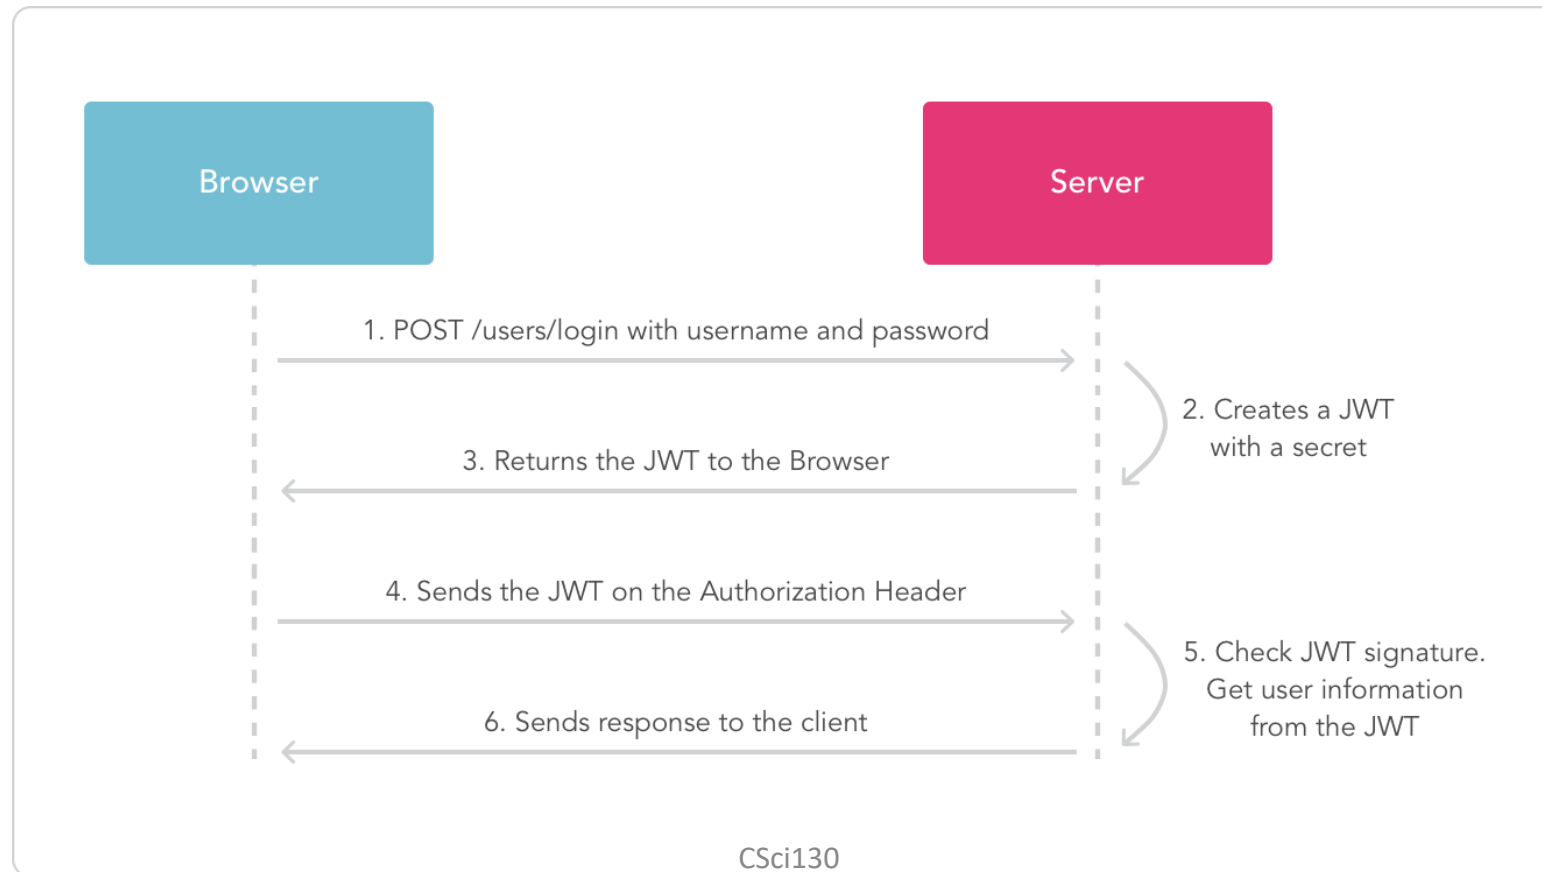 Browser
Server
1. POST /users/login with username and password
2. Creates a JWT
with a secret
3. Returns the JWT to the Browser
4. Sends the JWT on the Authorization Header
5. Check JWT signature.
Get user information
from the JWT
6. Sends response to the client
CSci130